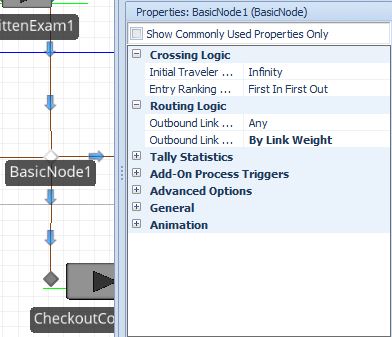 ittenExam1
BasicNode1
CheckoutCo
Properties: BasicNode1 (BasicNode)
Show Commonly Used Properties Only
Crossing Logic
Initial Traveler ... Infinity
Entry Ranking ... First In First Out
Routing Logic
Outbound Link ... Any
Outbound Link ... By Link Weight
Tally Statistics
Add-On Process Triggers
Advanced Options
General
Animation